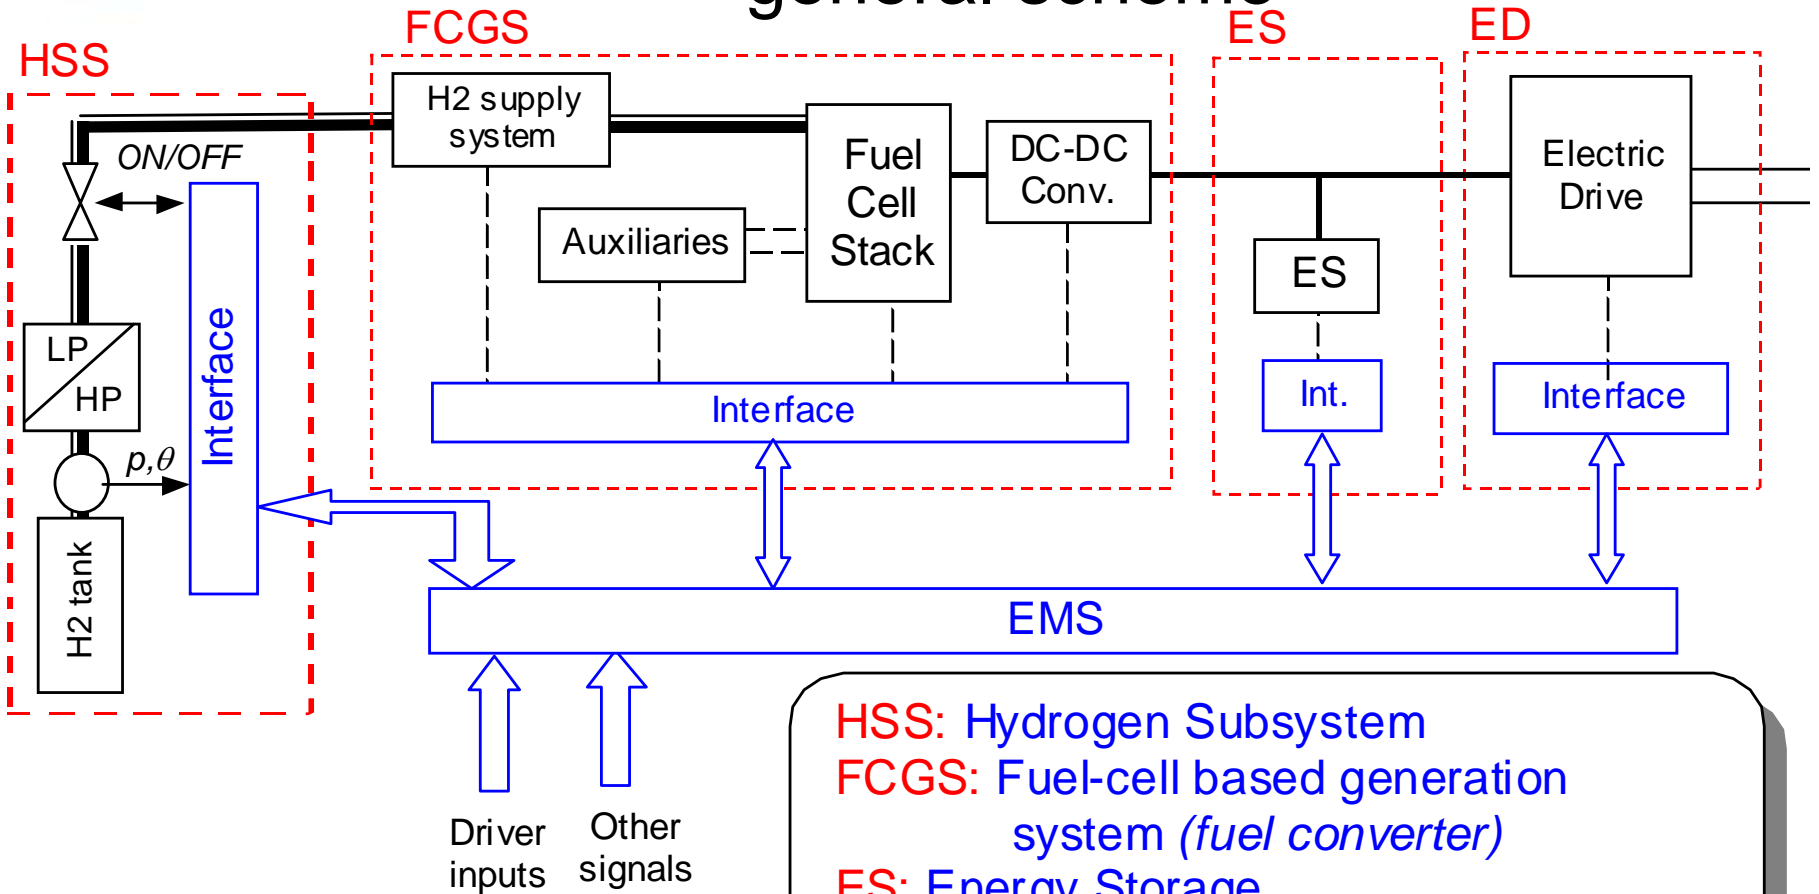 general scheme
FCGS
ES
ED
HSS
H2 supply
system
ON/OFF
Fuel
Cell
Stack
DC-DC
Conv.
Electric
Drive
Auxiliaries
ES
Interface
LP
HP
Interface
Int.
Interface
p,θ
H2 tank
EMS
Driver
inputs
Other
signals
HSS: Hydrogen Subsystem
FCGS: Fuel-cell based generation
system (fuel converter)
ES: Energy Storage